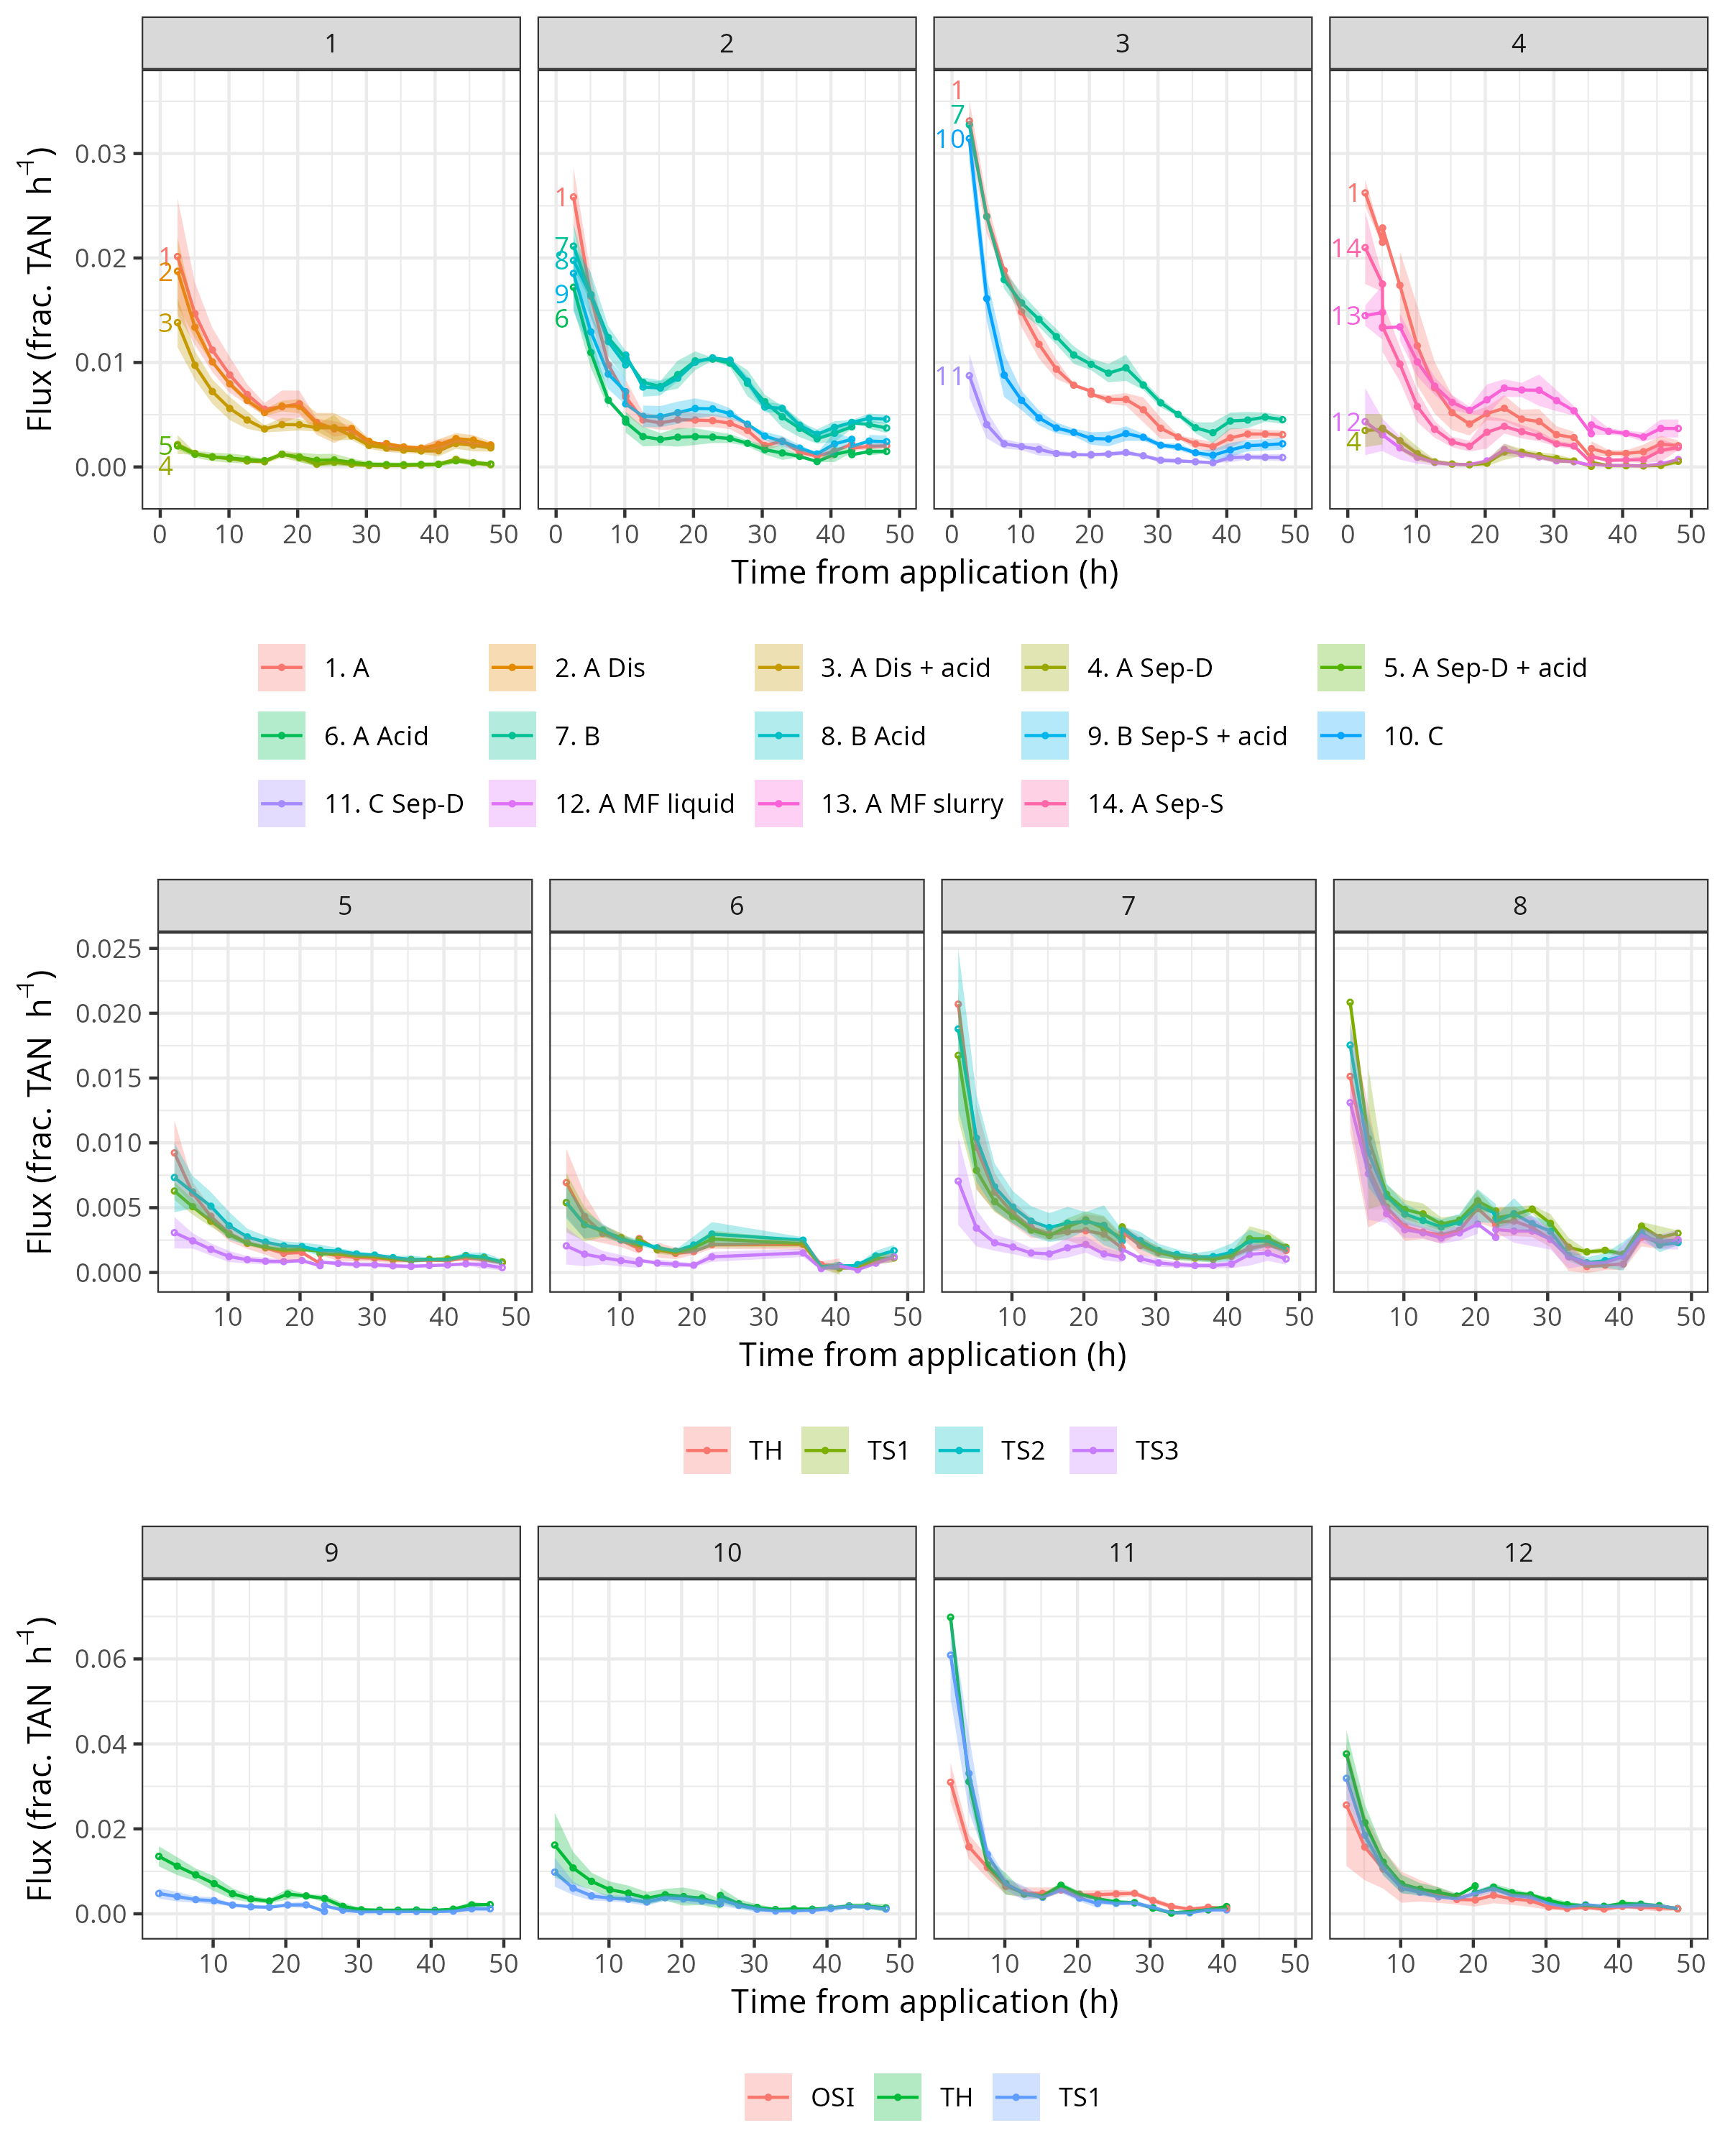 1 2 3 4
Flux (frac. TAN h⁻¹)
0.03
0.02
0.01
0.00
1
2
3
5
4
1
7
8
9
6
1
7
10
11
1
14
13
12
4
0 10 20 30 40 50 0 10 20 30 40 50 0 10 20 30 40 50 0 10 20 30 40 50
Time from application (h)
1. A 2. A Dis 3. A Dis + acid 4. A Sep-D 5. A Sep-D + acid
6. A Acid 7. B 8. B Acid 9. B Sep-S + acid 10. C
11. C Sep-D 12. A MF liquid 13. A MF slurry 14. A Sep-S
5 6 7 8
Flux (frac. TAN h⁻¹)
0.025
0.020
0.015
0.010
0.005
0.000
10 20 30 40 50 10 20 30 40 50 10 20 30 40 50 10 20 30 40 50
Time from application (h)
TH TS1 TS2 TS3
9 10 11 12
Flux (frac. TAN h⁻¹)
0.06
0.04
0.02
0.00
10 20 30 40 50 10 20 30 40 50 10 20 30 40 50 10 20 30 40 50
Time from application (h)
OSI TH TS1